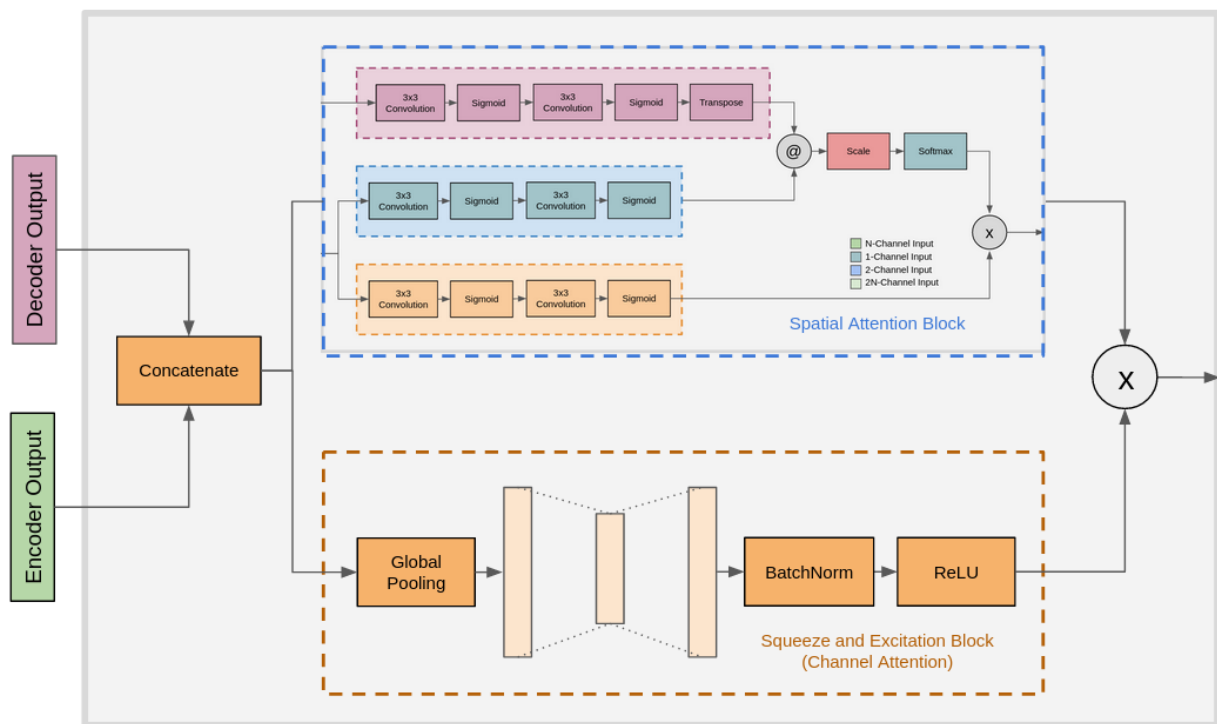 Decoder Output
Encoder Output
Concatenate
3x3
Convolution
Sigmoid
3x3
Convolution
Sigmoid
Transpose
@
Scale
Softmax
3x3
Convolution
Sigmoid
3x3
Convolution
Sigmoid
x
N-Channel Input
1-Channel Input
2-Channel Input
2N-Channel Input
3x3
Convolution
Sigmoid
3x3
Convolution
Sigmoid
Spatial Attention Block
x
Global
Pooling
BatchNorm
ReLU
Squeeze and Excitation Block
(Channel Attention)